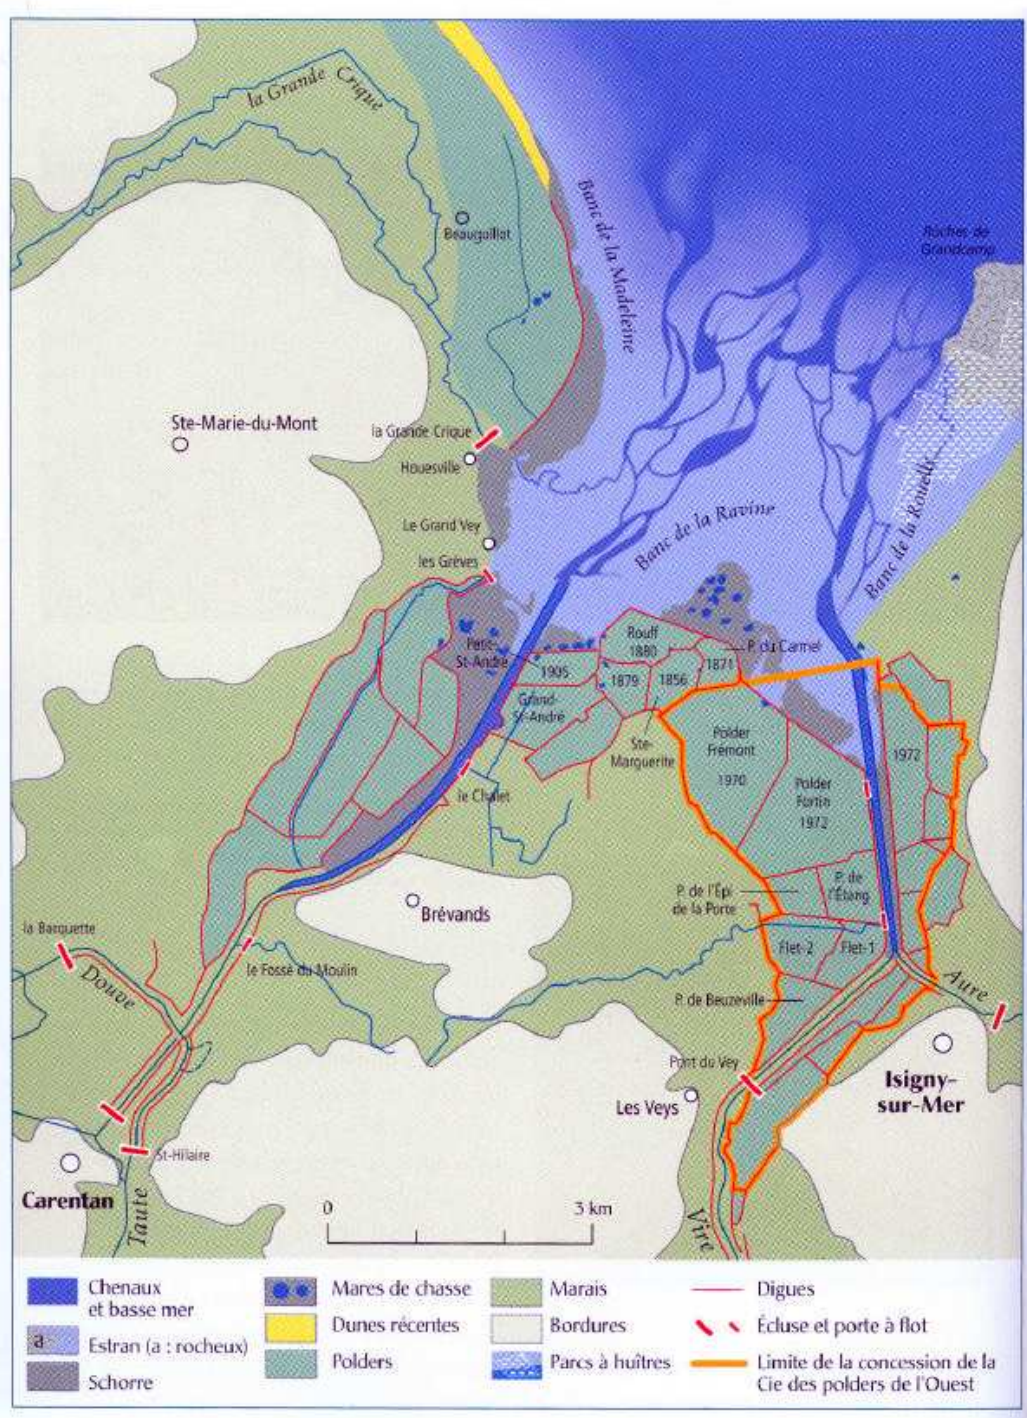 la Grande Crique
Banc de la Madeleine
Roches de
Grandcamp
Beauguillot
Ste-Marie-du-Mont
la Grande Crique
Houesville
Le Grand Vey
les Grèves
Banc de la Ravine
Banc de la Rouelle
Petit-
St-André
1905
Grand-
St-André
Rouff
1880
1879
1856
1871
P. du Carmel
Ste-
Marguerite
Polder
Fremont
1970
Polder
Fortin
1972
1972
le Chalet
P. de l'Épi
de la Porte
P. de
l'Étang
Brévands
la Barquette
Douve
le Fossé du Moulin
Flet-2
Flet-1
P. de Beuzeville
Aure
Pont du Vey
Les Veys
Isigny-
sur-Mer
St-Hilaire
Carentan
Taute
Vire
0
3 km
Chenaux
et basse mer
a
Estran (a : rocheux)
Schorre
Mares de chasse
Dunes récentes
Polders
Marais
Bordures
Parcs à huîtres
Digues
Écluse et porte à flot
Limite de la concession de la
Cie des polders de l'Ouest